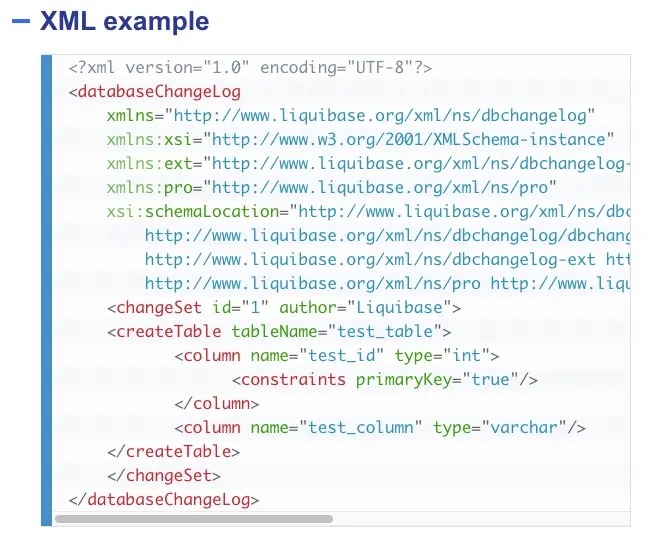 XML example
<?xml version="1.0" encoding="UTF-8"?>
<databaseChangeLog
    xmlns="http://www.liquibase.org/xml/ns/dbchangelog"
    xmlns:xsi="http://www.w3.org/2001/XMLSchema-instance"
    xmlns:ext="http://www.liquibase.org/xml/ns/dbchangelog-
    xmlns:pro="http://www.liquibase.org/xml/ns/pro"
    xsi:schemaLocation="http://www.liquibase.org/xml/ns/dbc
        http://www.liquibase.org/xml/ns/dbchangelog/dbchang
        http://www.liquibase.org/xml/ns/dbchangelog-ext htt
        http://www.liquibase.org/xml/ns/pro http://www.liqu
    <changeSet id="1" author="Liquibase">
    <createTable tableName="test_table">
           <column name="test_id" type="int">
                 <constraints primaryKey="true"/>
           </column>
           <column name="test_column" type="varchar"/>
    </createTable>
    </changeSet>
</databaseChangeLog>